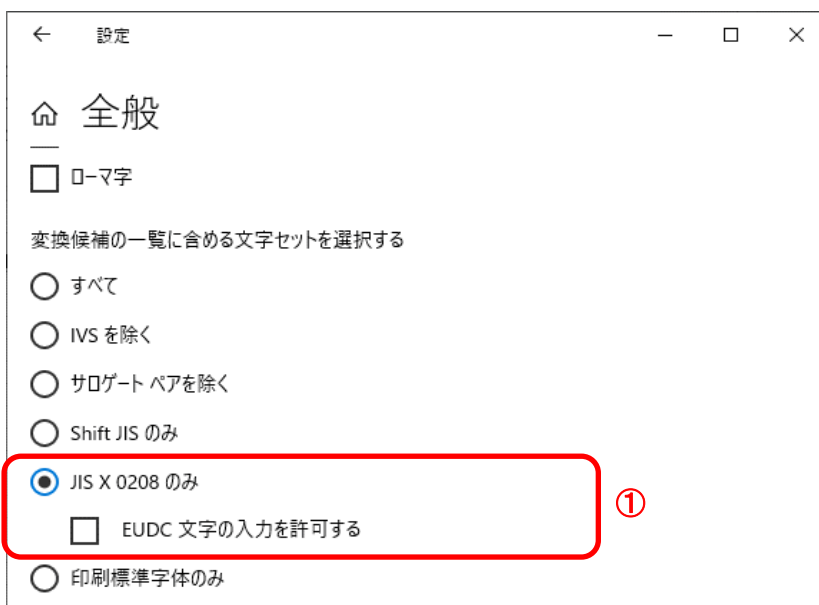 設定
全般
ローマ字
変換候補の一覧に含める文字セットを選択する
すべて
IVS を除く
サロゲート ペアを除く
Shift JIS のみ
JIS X 0208 のみ
①
EUDC 文字の入力を許可する
印刷標準字体のみ